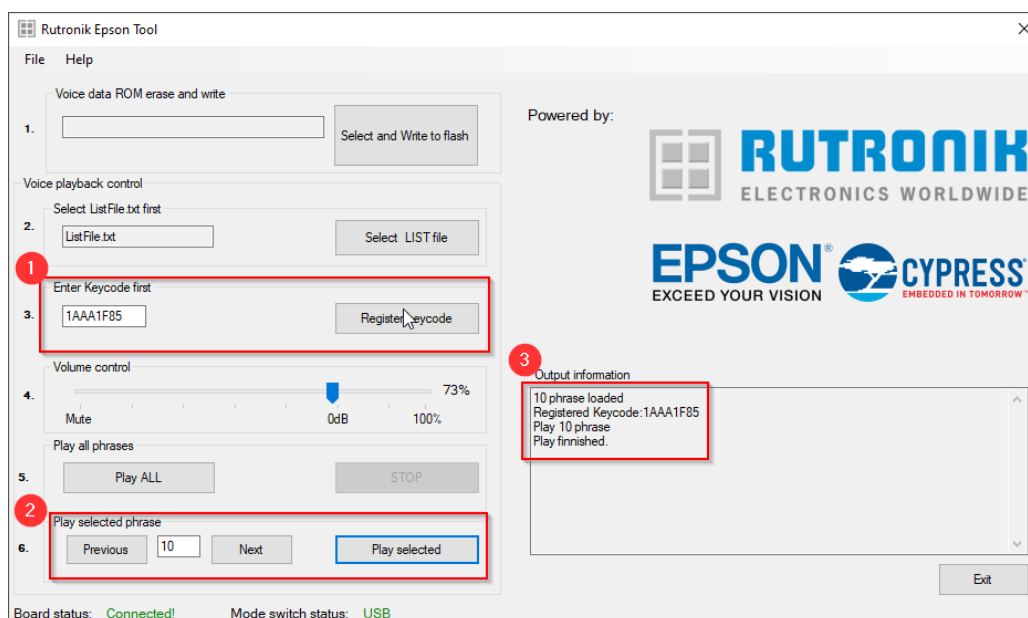 Rutronik Epson Tool
File Help
Voice data ROM erase and write
1.
Select and Write to flash
Voice playback control
Select ListFile.txt first
2.
ListFile.txt
Select LIST file
1
Enter Keycode first
3.
1AAA1F85
Register Keycode
Volume control
4.
73%
Mute 0dB 100%
Play all phrases
5.
Play ALL
STOP
2
Play selected phrase
6.
Previous
10
Next
Play selected
Board status: Connected! Mode switch status: USB
Powered by:
RUTRONIK
ELECTRONICS WORLDWIDE
EPSON®
EXCEED YOUR VISION
CYPRESS
EMBEDDED IN TOMORROW™
3
Output information
10 phrase loaded
Registered Keycode:1AAA1F85
Play 10 phrase
Play finnished.
Exit